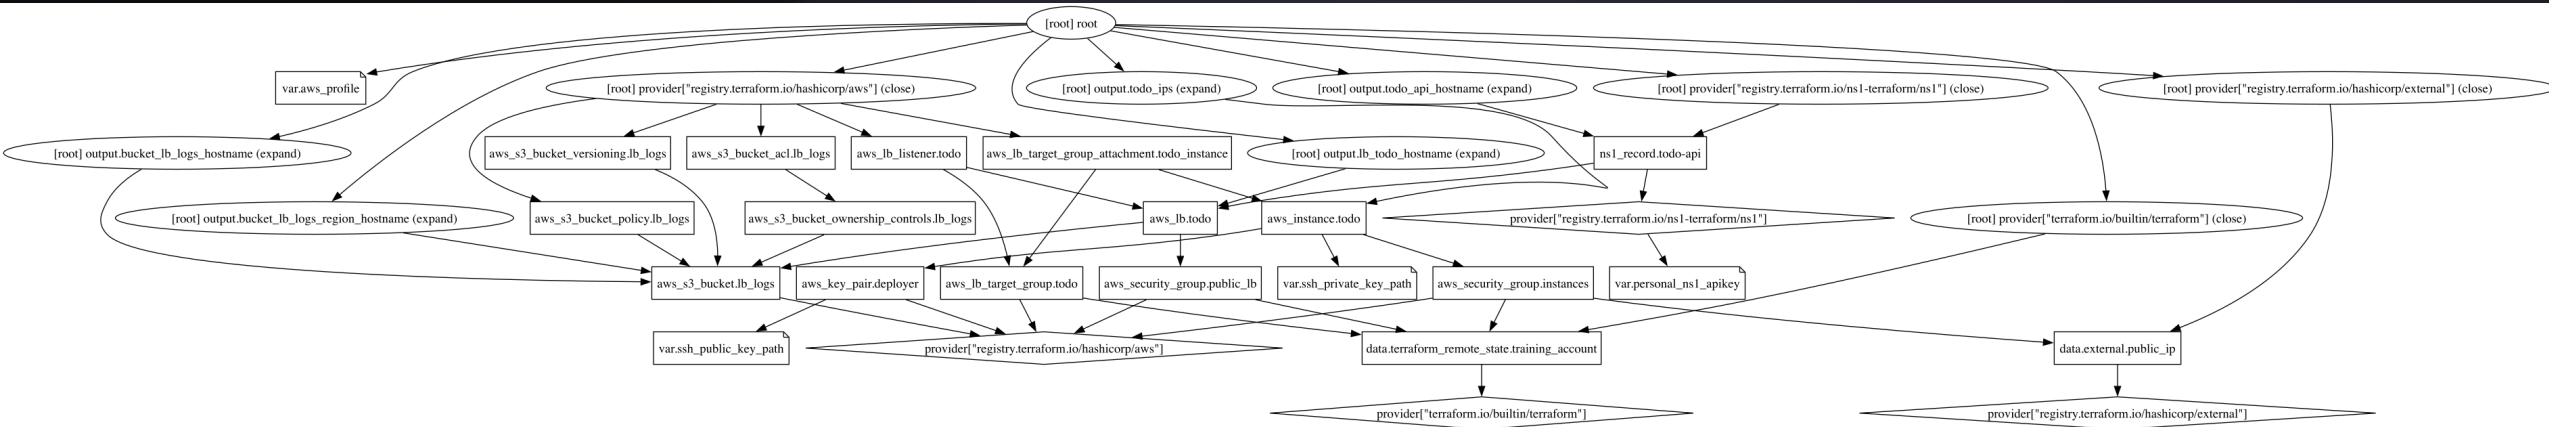 [root] root
var.aws_profile
[root] provider["registry.terraform.io/hashicorp/aws"] (close)
[root] output.todo_ips (expand)
[root] output.todo_api_hostname (expand)
[root] provider["registry.terraform.io/ns1-terraform/ns1"] (close)
[root] provider["registry.terraform.io/hashicorp/external"] (close)
[root] output.bucket_lb_logs_hostname (expand)
aws_s3_bucket_versioning.lb_logs
aws_s3_bucket_acl.lb_logs
aws_lb_listener.todo
aws_lb_target_group_attachment.todo_instance
[root] output.lb_todo_hostname (expand)
ns1_record.todo-api
[root] output.bucket_lb_logs_region_hostname (expand)
aws_s3_bucket_policy.lb_logs
aws_s3_bucket_ownership_controls.lb_logs
aws_lb.todo
aws_instance.todo
provider["registry.terraform.io/ns1-terraform/ns1"]
[root] provider["terraform.io/builtin/terraform"] (close)
aws_s3_bucket.lb_logs
aws_key_pair.deployer
aws_lb_target_group.todo
aws_security_group.public_lb
var.ssh_private_key_path
aws_security_group.instances
var.personal_ns1_apikey
var.ssh_public_key_path
provider["registry.terraform.io/hashicorp/aws"]
data.terraform_remote_state.training_account
data.external.public_ip
provider["terraform.io/builtin/terraform"]
provider["registry.terraform.io/hashicorp/external"]